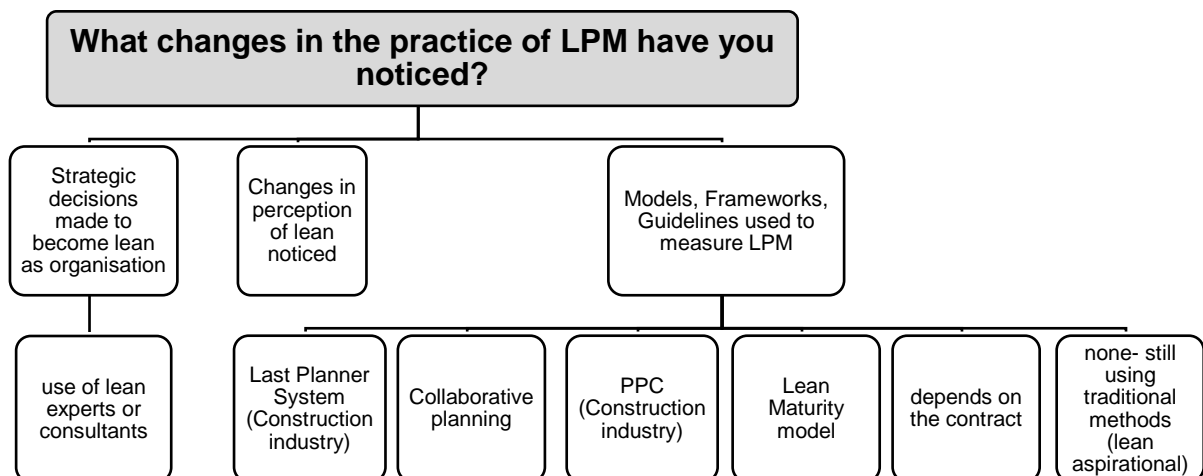 What changes in the practice of LPM have you
noticed?
Strategic
decisions
made to
become lean
as organisation
Changes in
perception
of lean
noticed
Models, Frameworks,
Guidelines used to
measure LPM
use of lean
experts or
consultants
Last Planner
System
(Construction
industry)
Collaborative
planning
PPC
(Construction
industry)
Lean
Maturity
model
depends on
the contract
none- still
using
traditional
methods
(lean
aspirational)